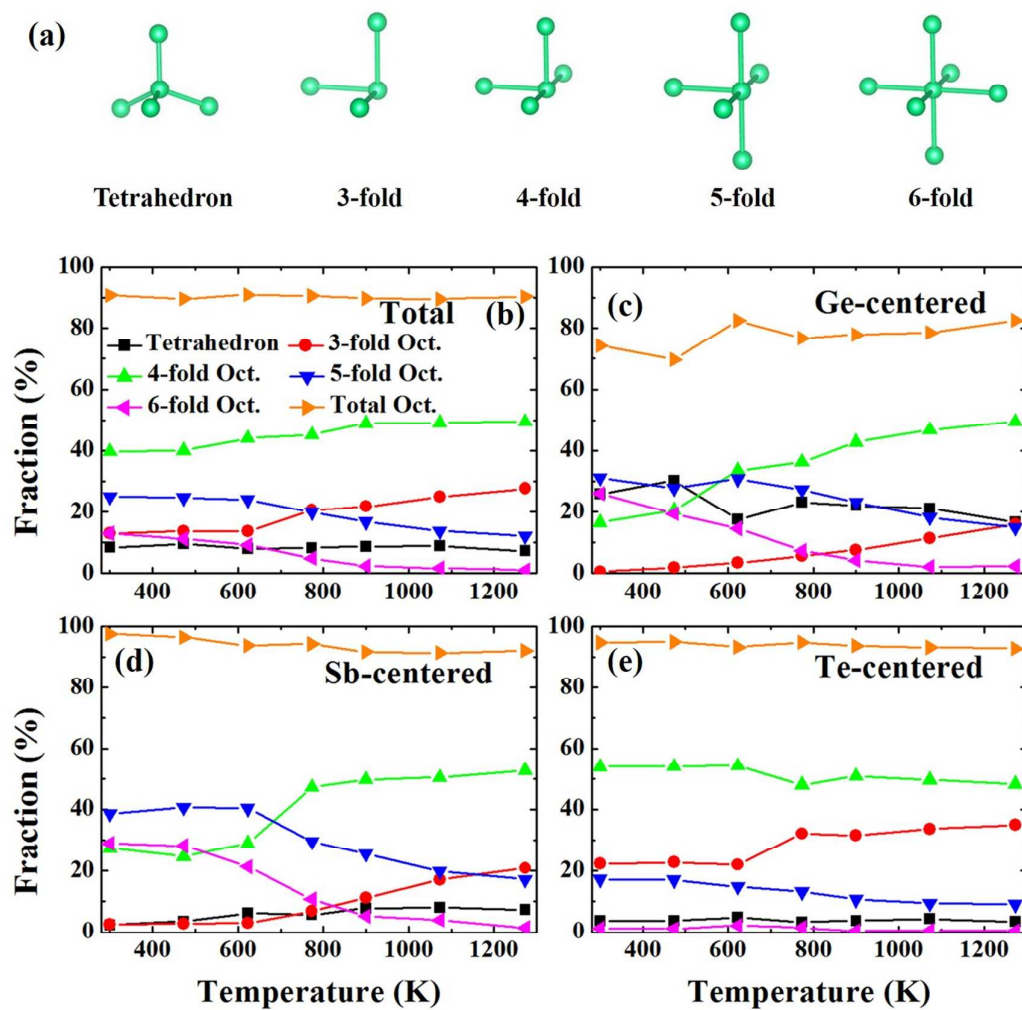 (a)
Tetrahedron 3-fold 4-fold 5-fold 6-fold
100
80
60
40
20
0
Fraction (%)
Total (b)
Tetrahedron 3-fold Oct.
4-fold Oct. 5-fold Oct.
6-fold Oct. Total Oct.
400 600 800 1000 1200
100
80
60
40
20
0
(c) Ge-centered
400 600 800 1000 1200
100
80
60
40
20
0
Fraction (%)
(d) Sb-centered
400 600 800 1000 1200
Temperature (K)
100
80
60
40
20
0
(e) Te-centered
400 600 800 1000 1200
Temperature (K)